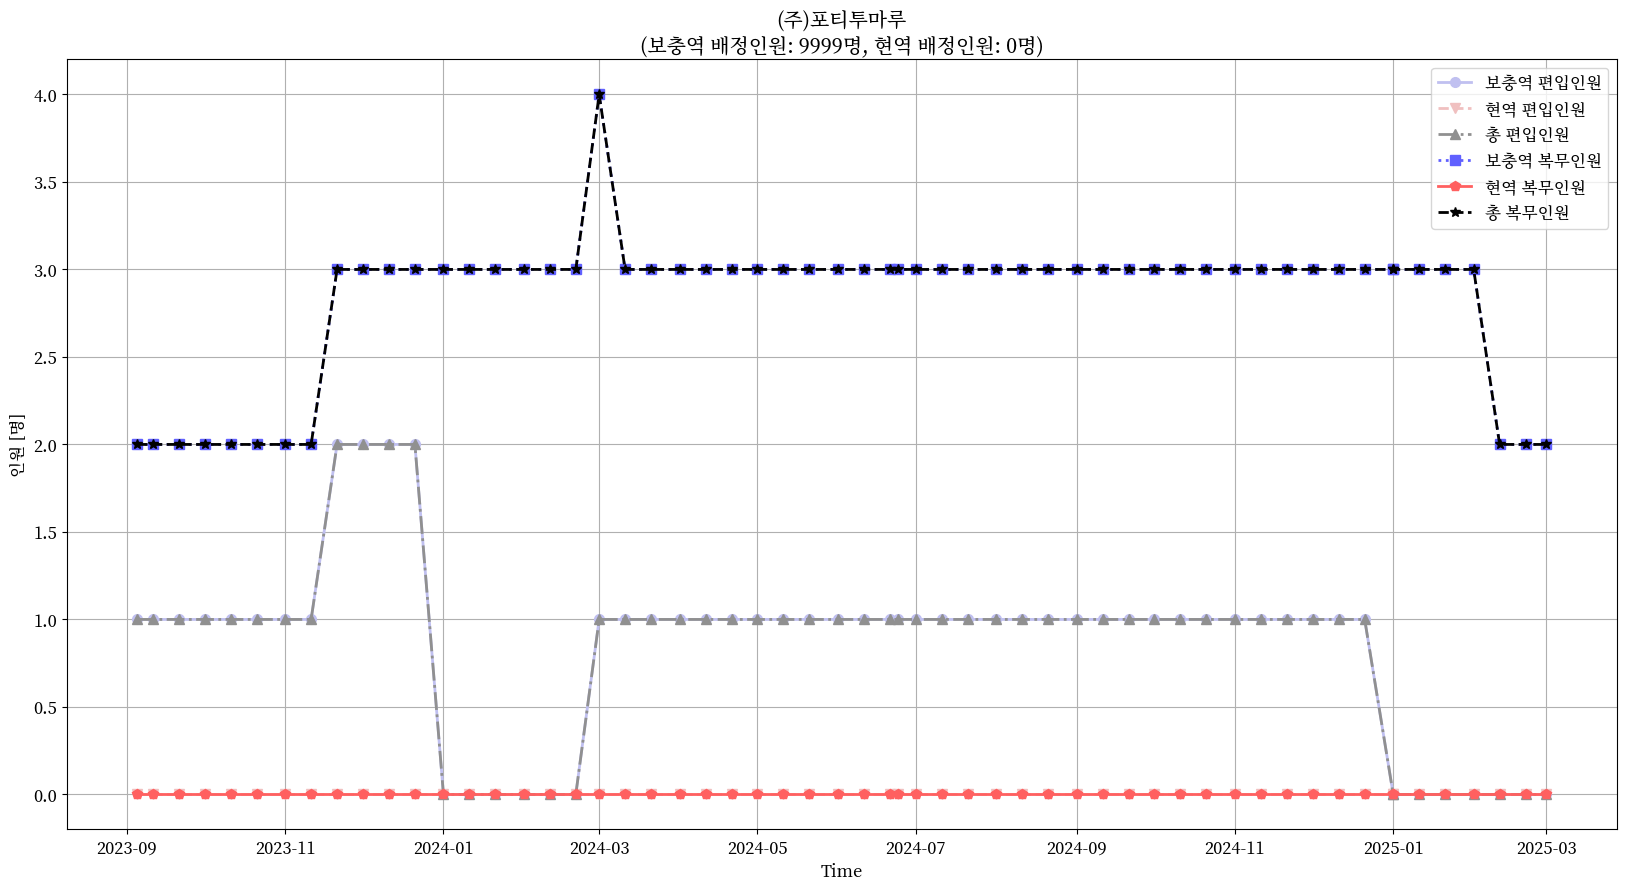 (주)포티투마루
(보충역 배정인원: 9999명, 현역 배정인원: 0명)
보충역 편입인원
현역 편입인원
총 편입인원
보충역 복무인원
현역 복무인원
총 복무인원
인원 [명]
4.0
3.5
3.0
2.5
2.0
1.5
1.0
0.5
0.0
2023-09 2023-11 2024-01 2024-03 2024-05 2024-07 2024-09 2024-11 2025-01 2025-03
Time